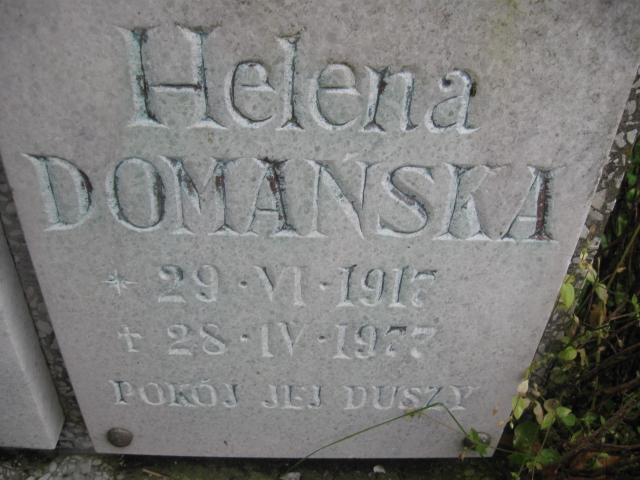 Helena
DOMAŃSKA
* 29·VI·1917
+ 28·IV·1977
POKÓJ JEJ DUSZY